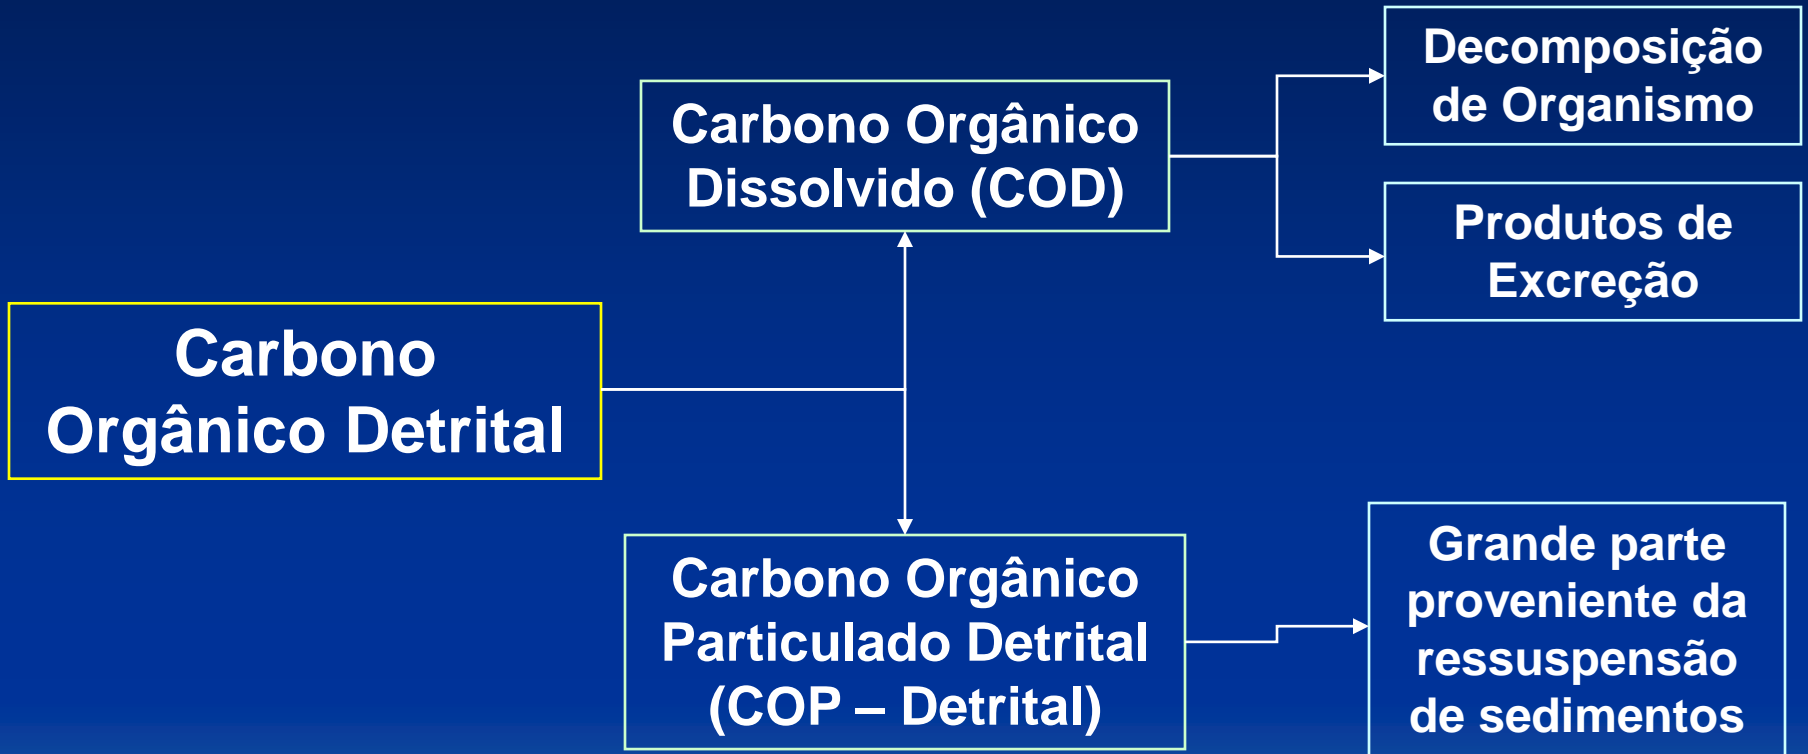 Carbono
Orgânico Detrital
Carbono Orgânico
Dissolvido (COD)
Decomposição
de Organismo
Produtos de
Excreção
Carbono Orgânico
Particulado Detrital
(COP – Detrital)
Grande parte
proveniente da
ressuspensão
de sedimentos